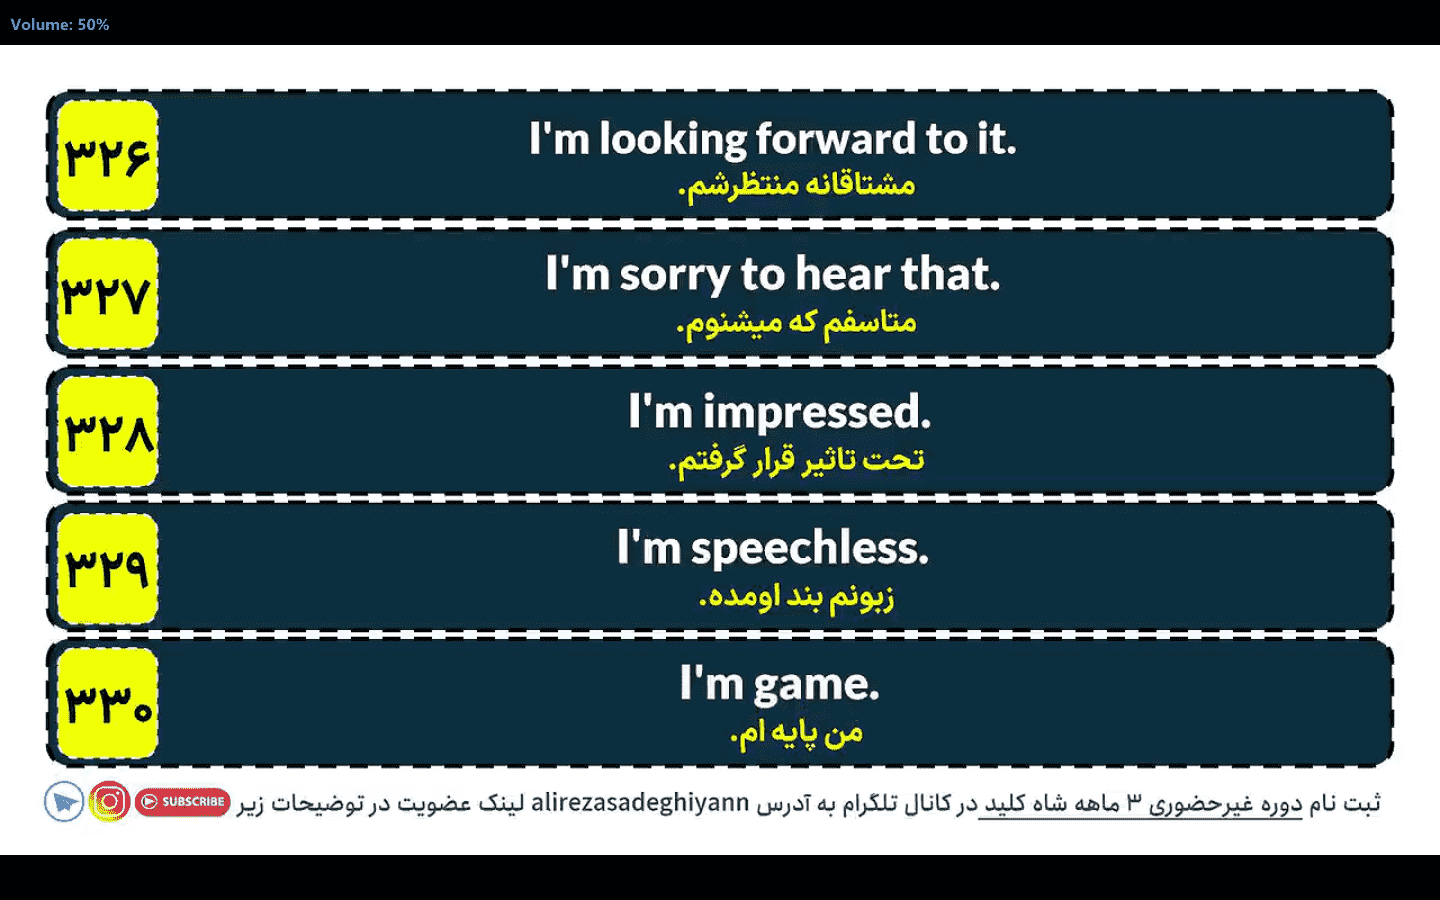 Volume: 50%
۳۲۶
I'm looking forward to it.
مشتاقانه منتظرشم.
۳۲۷
I'm sorry to hear that.
متاسفم که میشنوم.
۳۲۸
I'm impressed.
تحت تاثیر قرار گرفتم.
۳۲۹
I'm speechless.
زبونم بند اومده.
۳۳۰
I'm game.
من پایه ام.
ثبت نام دوره غیرحضوری ۳ ماهه شاه کلید در کانال تلگرام به آدرس alirezasadeghiyann لینک عضویت در توضیحات زیر
SUBSCRIBE